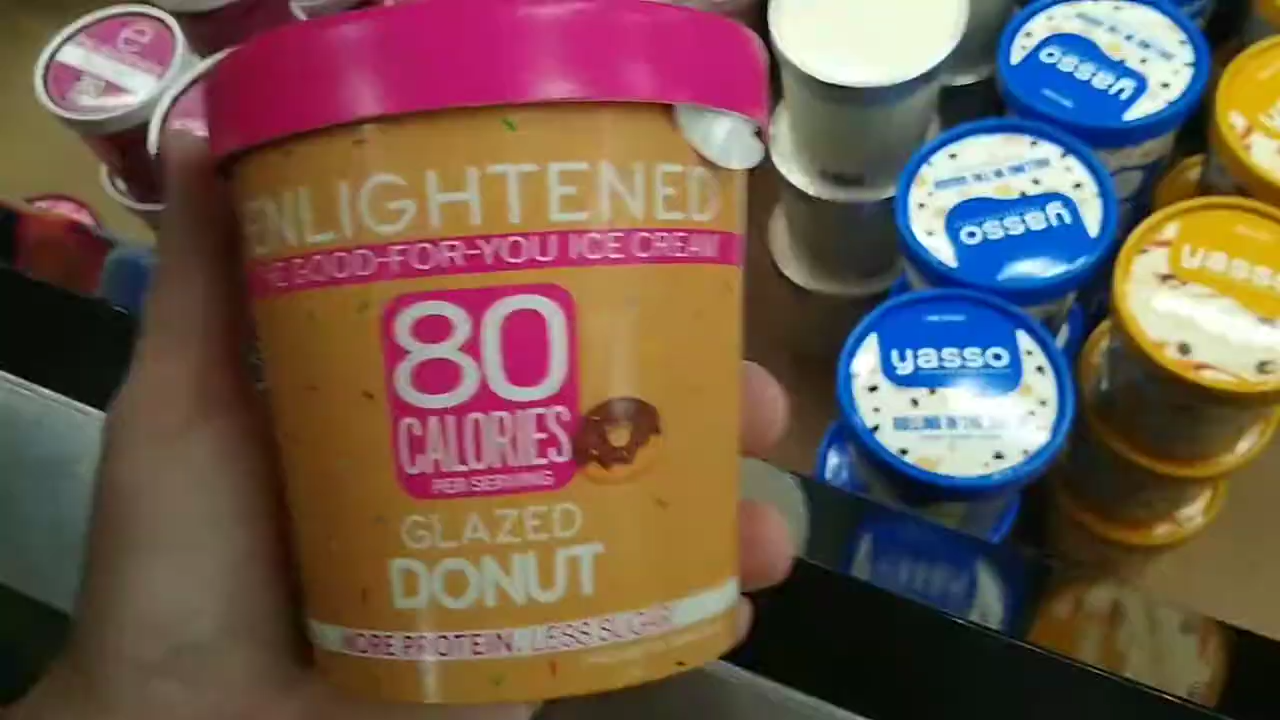 ENLIGHTENED
GOOD-FOR-YOU ICE CREAM
80
CALORIES
PER SERVING
GLAZED
DONUT
MORE PROTEIN. LESS SUGAR
yasso
yasso
yasso
yasso